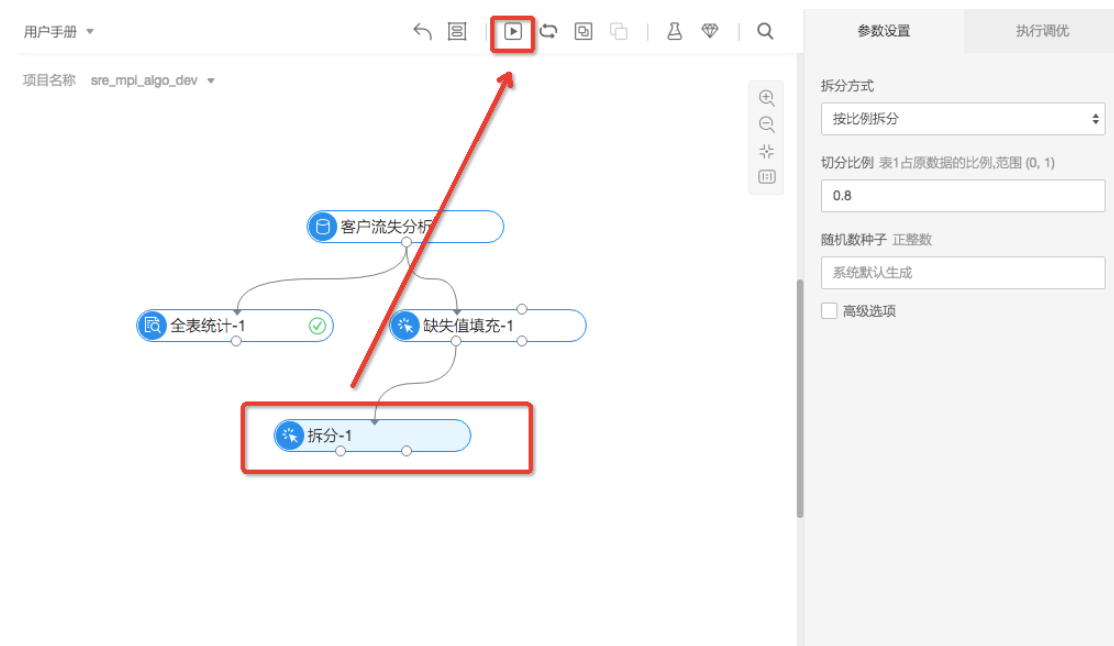 用户手册
参数设置
执行调优
项目名称 sre_mpi_algo_dev
拆分方式
按比例拆分
切分比例 表1占原数据的比例,范围 (0, 1)
0.8
随机数种子 正整数
系统默认生成
高级选项
客户流失分析
全表统计-1
缺失值填充-1
拆分-1